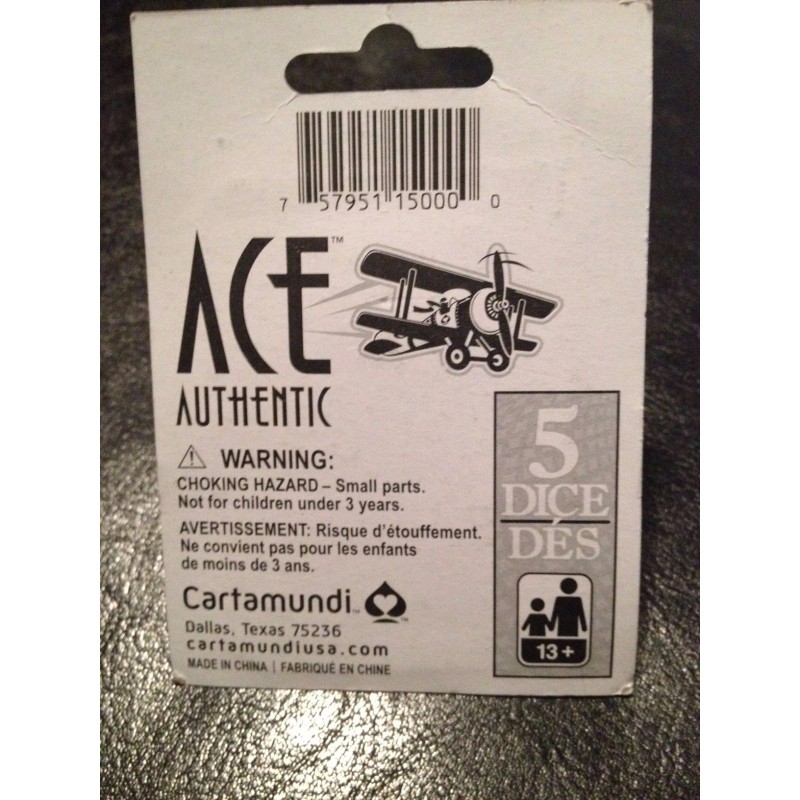 7 57951 15000 0
ACE™
AUTHENTIC
⚠ WARNING:
CHOKING HAZARD – Small parts.
Not for children under 3 years.
AVERTISSEMENT: Risque d'étouffement.
Ne convient pas pour les enfants
de moins de 3 ans.
Cartamundi™
Dallas, Texas 75236
cartamundiusa.com
MADE IN CHINA | FABRIQUÉ EN CHINE
5
DICE
DÉS
13+